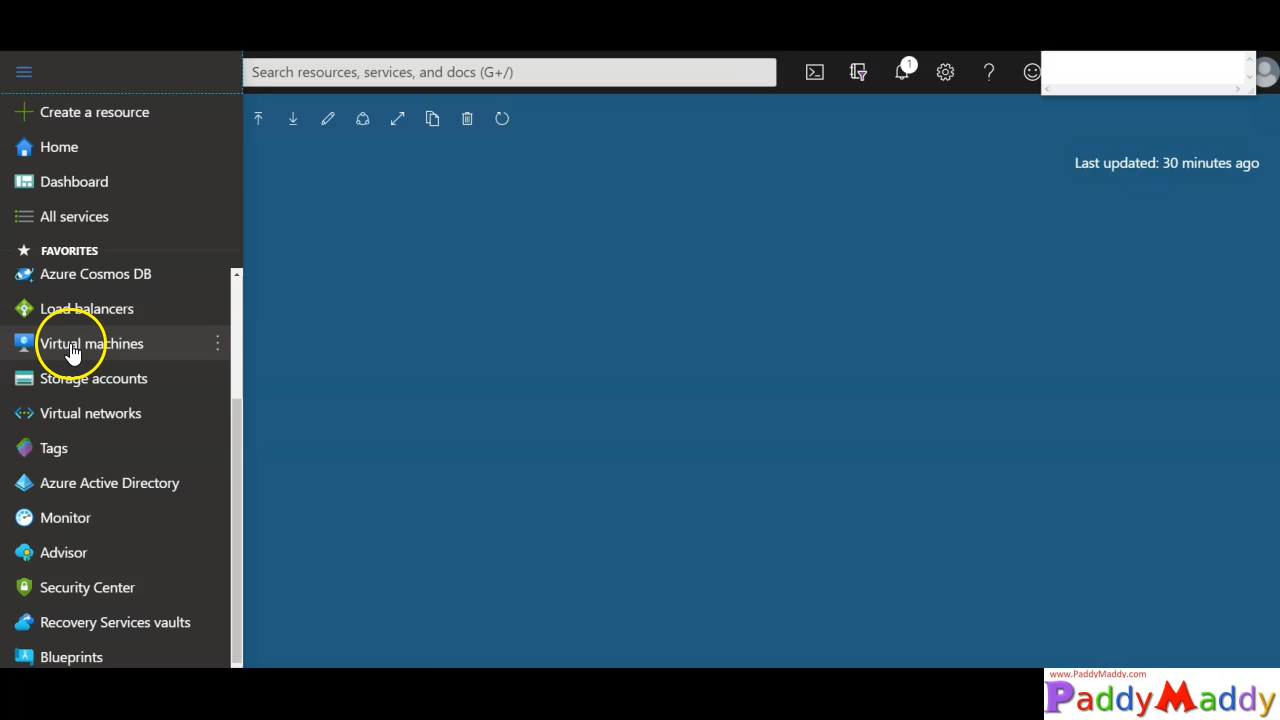 Search resources, services, and docs (G+/)
1
Create a resource
Home
Dashboard
All services
Last updated: 30 minutes ago
FAVORITES
Azure Cosmos DB
Load balancers
Virtual machines
Storage accounts
Virtual networks
Tags
Azure Active Directory
Monitor
Advisor
Security Center
Recovery Services vaults
Blueprints
www.PaddyMaddy.com
PaddyMaddy